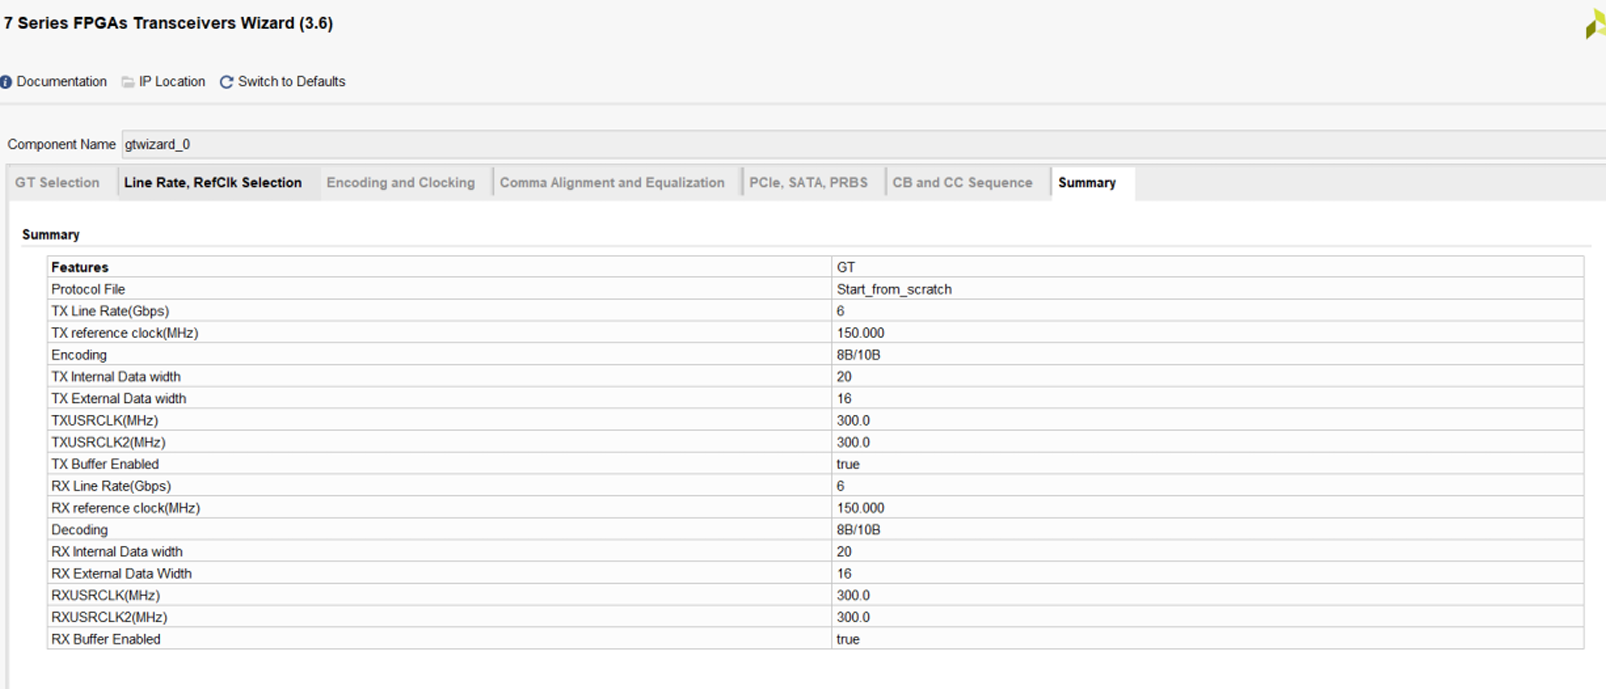 7 Series FPGAs Transceivers Wizard (3.6)
Documentation IP Location Switch to Defaults
Component Name gtwizard_0
GT Selection Line Rate, RefClk Selection Encoding and Clocking Comma Alignment and Equalization PCIe, SATA, PRBS CB and CC Sequence Summary
Summary
Features GT
Protocol File Start_from_scratch
TX Line Rate(Gbps) 6
TX reference clock(MHz) 150.000
Encoding 8B/10B
TX Internal Data width 20
TX External Data width 16
TXUSRCLK(MHz) 300.0
TXUSRCLK2(MHz) 300.0
TX Buffer Enabled true
RX Line Rate(Gbps) 6
RX reference clock(MHz) 150.000
Decoding 8B/10B
RX Internal Data width 20
RX External Data Width 16
RXUSRCLK(MHz) 300.0
RXUSRCLK2(MHz) 300.0
RX Buffer Enabled true